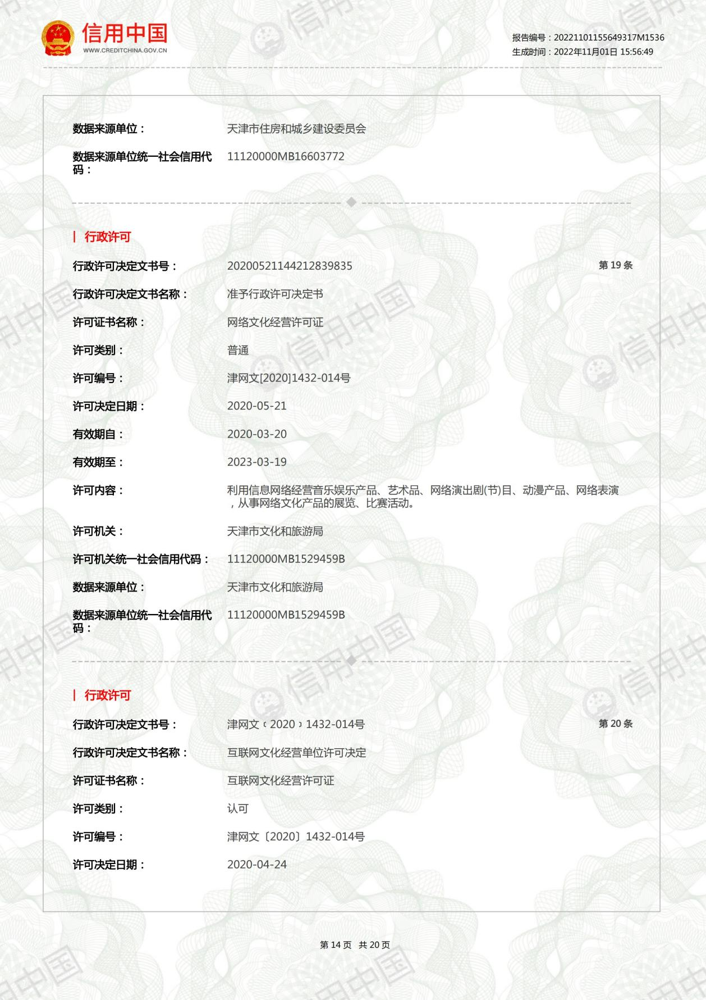 信用中国
WWW.CREDITCHINA.GOV.CN
报告编号：20221101155649317M1536
生成时间：2022年11月01日 15:56:49
数据来源单位： 天津市住房和城乡建设委员会
数据来源单位统一社会信用代 11120000MB16603772
码：
行政许可
行政许可决定文书号： 20200521144212839835 第 19 条
行政许可决定文书名称： 准予行政许可决定书
许可证书名称： 网络文化经营许可证
许可类别： 普通
许可编号： 津网文[2020]1432-014号
许可决定日期： 2020-05-21
有效期自： 2020-03-20
有效期至： 2023-03-19
许可内容： 利用信息网络经营音乐娱乐产品、艺术品、网络演出剧(节)目、动漫产品、网络表演
，从事网络文化产品的展览、比赛活动。
许可机关： 天津市文化和旅游局
许可机关统一社会信用代码： 11120000MB1529459B
数据来源单位： 天津市文化和旅游局
数据来源单位统一社会信用代 11120000MB1529459B
码：
行政许可
行政许可决定文书号： 津网文﹝2020﹞1432-014号 第 20 条
行政许可决定文书名称： 互联网文化经营单位许可决定
许可证书名称： 互联网文化经营许可证
许可类别： 认可
许可编号： 津网文〔2020〕1432-014号
许可决定日期： 2020-04-24
第 14 页 共 20 页